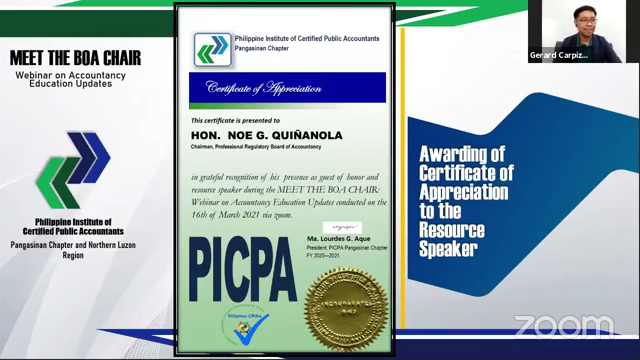 MEET THE BOA CHAIR
Webinar on Accountancy
Education Updates
Philippine Institute of
Certified Public Accountants
Pangasinan Chapter and Northern Luzon
Region
Philippine Institute of Certified Public Accountants
Pangasinan Chapter
Certificate of Appreciation
This certificate is presented to
HON. NOE G. QUIÑANOLA
Chairman, Professional Regulatory Board of Accountancy
in grateful recognition of his presence as guest of honor and
resource speaker during the MEET THE BOA CHAIR:
Webinar on Accountancy Education Updates conducted on the
16th of March 2021 via zoom.
Ma. Lourdes G. Aque
President, PICPA Pangasinan Chapter
FY 2020—2021
PICPA
Filipino CPAs
INCORPORATED
Gerard Carpiz...
Awarding of
Certificate of
Appreciation
to the
Resource
Speaker
zoom